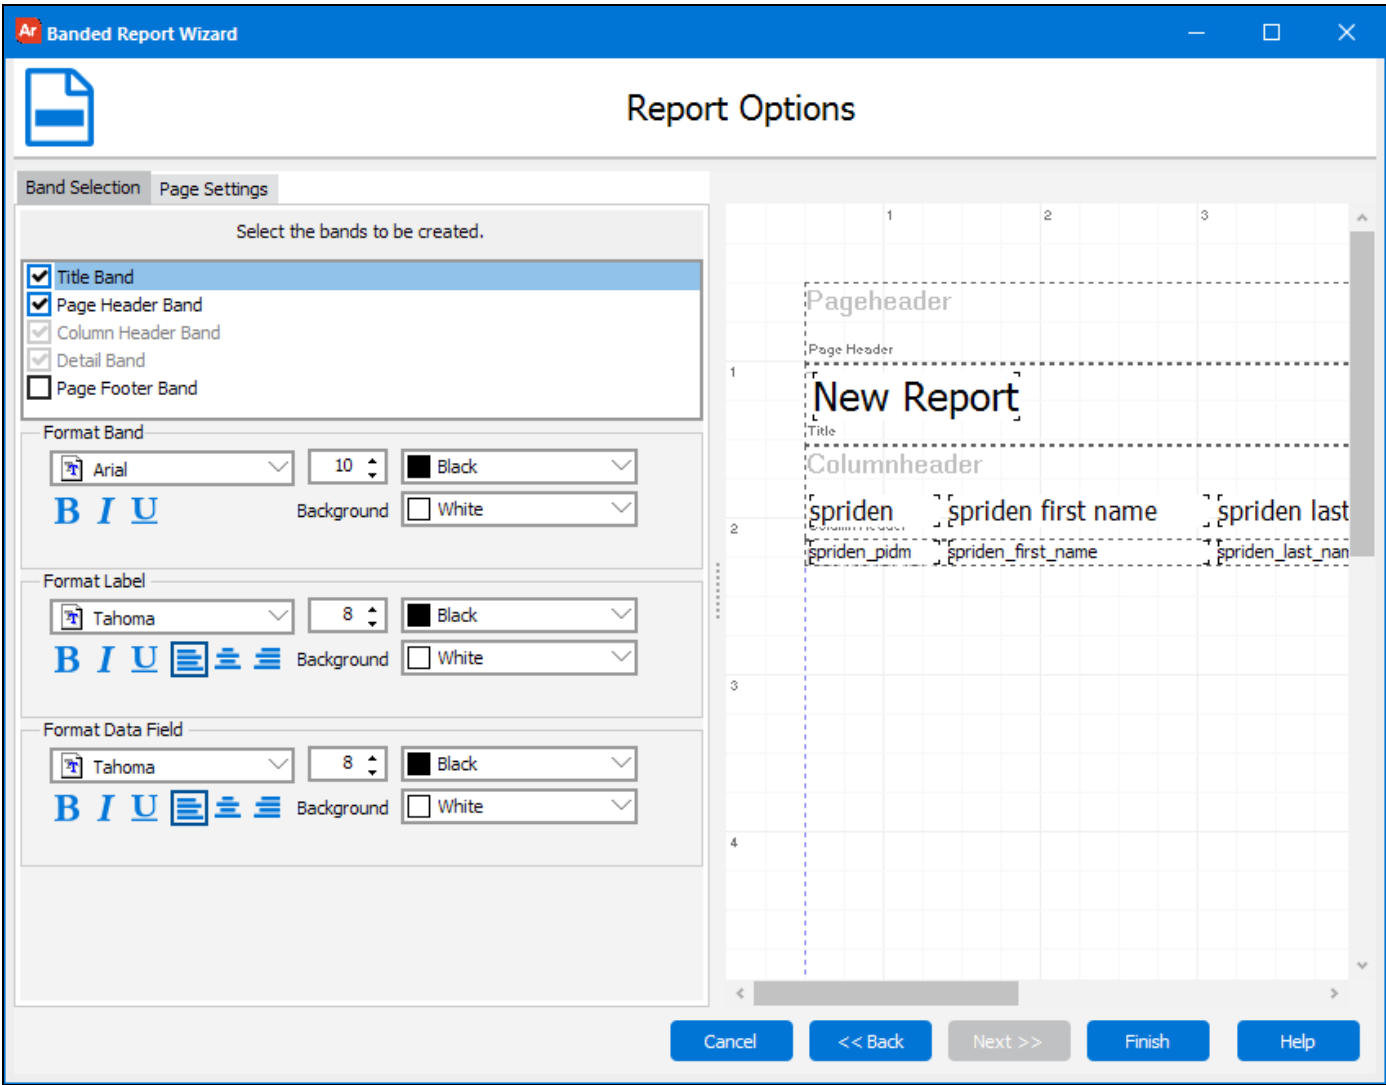 Ar Banded Report Wizard
Report Options
Band Selection Page Settings
Select the bands to be created.
Title Band
Page Header Band
Column Header Band
Detail Band
Page Footer Band
Format Band
Arial 10 Black
B I U Background White
Format Label
Tahoma 8 Black
B I U Background White
Format Data Field
Tahoma 8 Black
B I U Background White
1 2 3
Pageheader
Page Header
1
New Report
Title
Columnheader
spriden spriden first name spriden last
2
Column Header
spriden_pidm spriden_first_name spriden_last_nam
3
4
Cancel << Back Next >> Finish Help